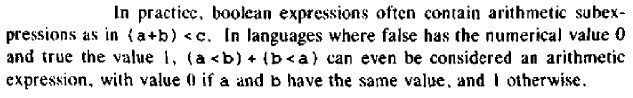 In practice, boolean expressions often contain arithmetic subex-
pressions as in (a+b) <c. In languages where false has the numerical value 0
and true the value 1, (a <b) + (b<a) can even be considered an arithmetic
expression, with value 0 if a and b have the same value, and 1 otherwise.